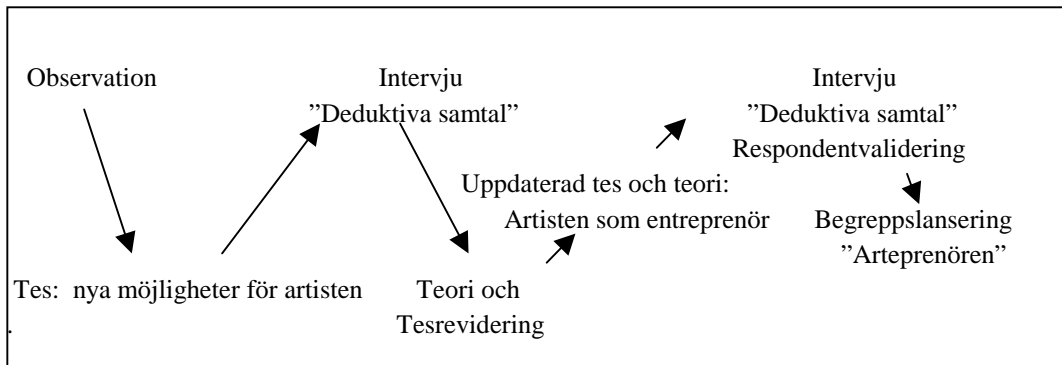 Observation
Tes: nya möjligheter för artisten
.
Intervju
”Deduktiva samtal”
Teori och
Tesrevidering
Uppdaterad tes och teori:
Artisten som entreprenör
Intervju
”Deduktiva samtal”
Respondentvalidering
Begreppslansering
”Arteprenören”